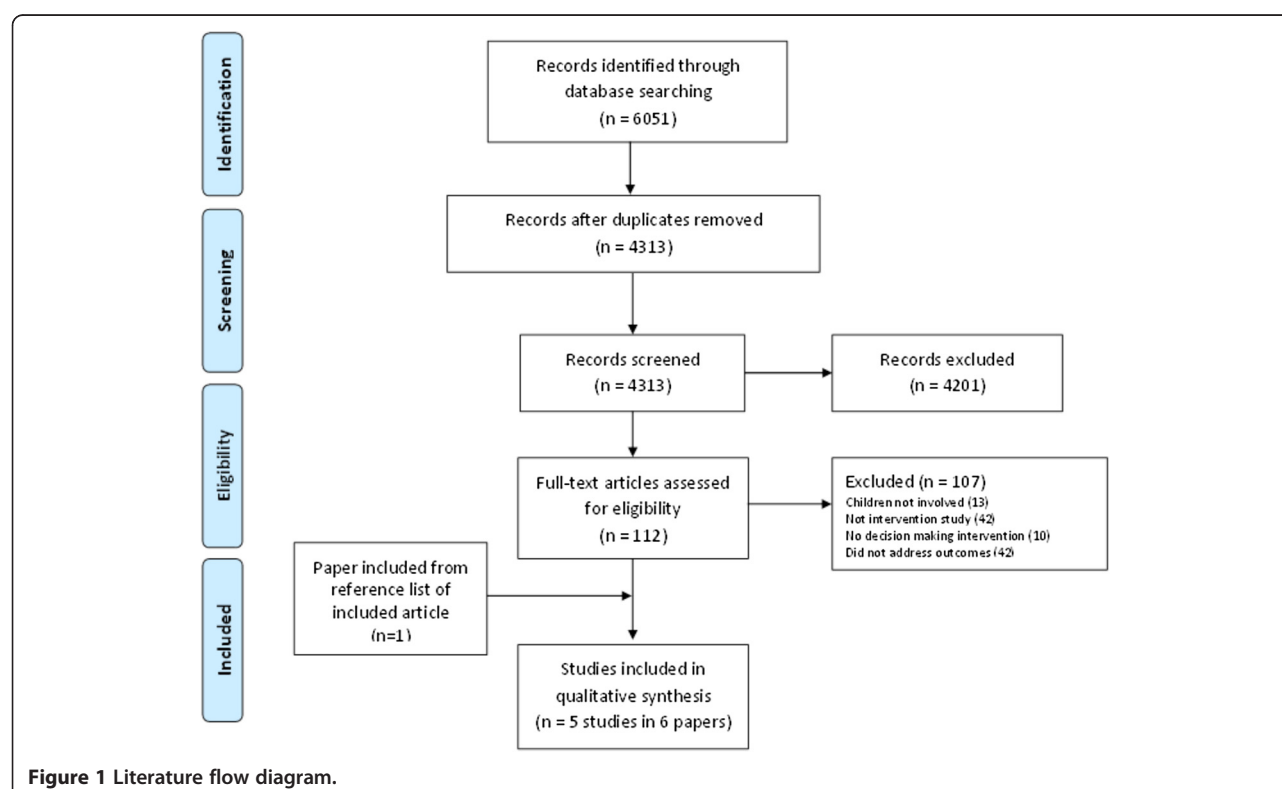 Identification
Records identified through
database searching
(n = 6051)
Records after duplicates removed
(n = 4313)
Screening
Records screened
(n = 4313)
Records excluded
(n = 4201)
Eligibility
Full-text articles assessed
for eligibility
(n = 112)
Excluded (n = 107)
Children not involved (13)
Not intervention study (42)
No decision making intervention (10)
Did not address outcomes (42)
Paper included from
reference list of
included article
(n=1)
Included
Studies included in
qualitative synthesis
(n = 5 studies in 6 papers)
Figure 1 Literature flow diagram.